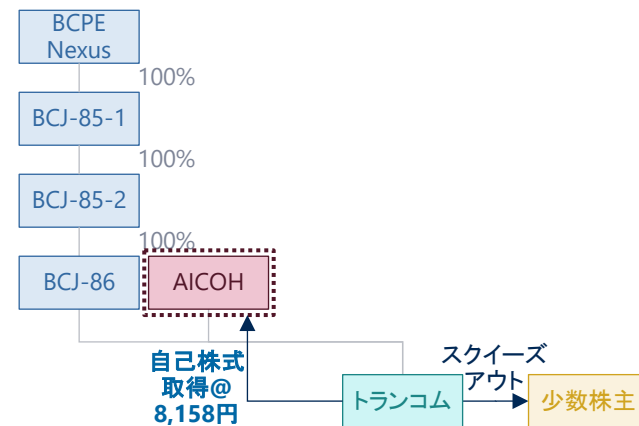 BCPE
Nexus
100%
BCJ-85-1
100%
BCJ-85-2
100%
BCJ-86
AICOH
自己株式
取得@
8,158円
スクイーズ
アウト
トランコム
少数株主